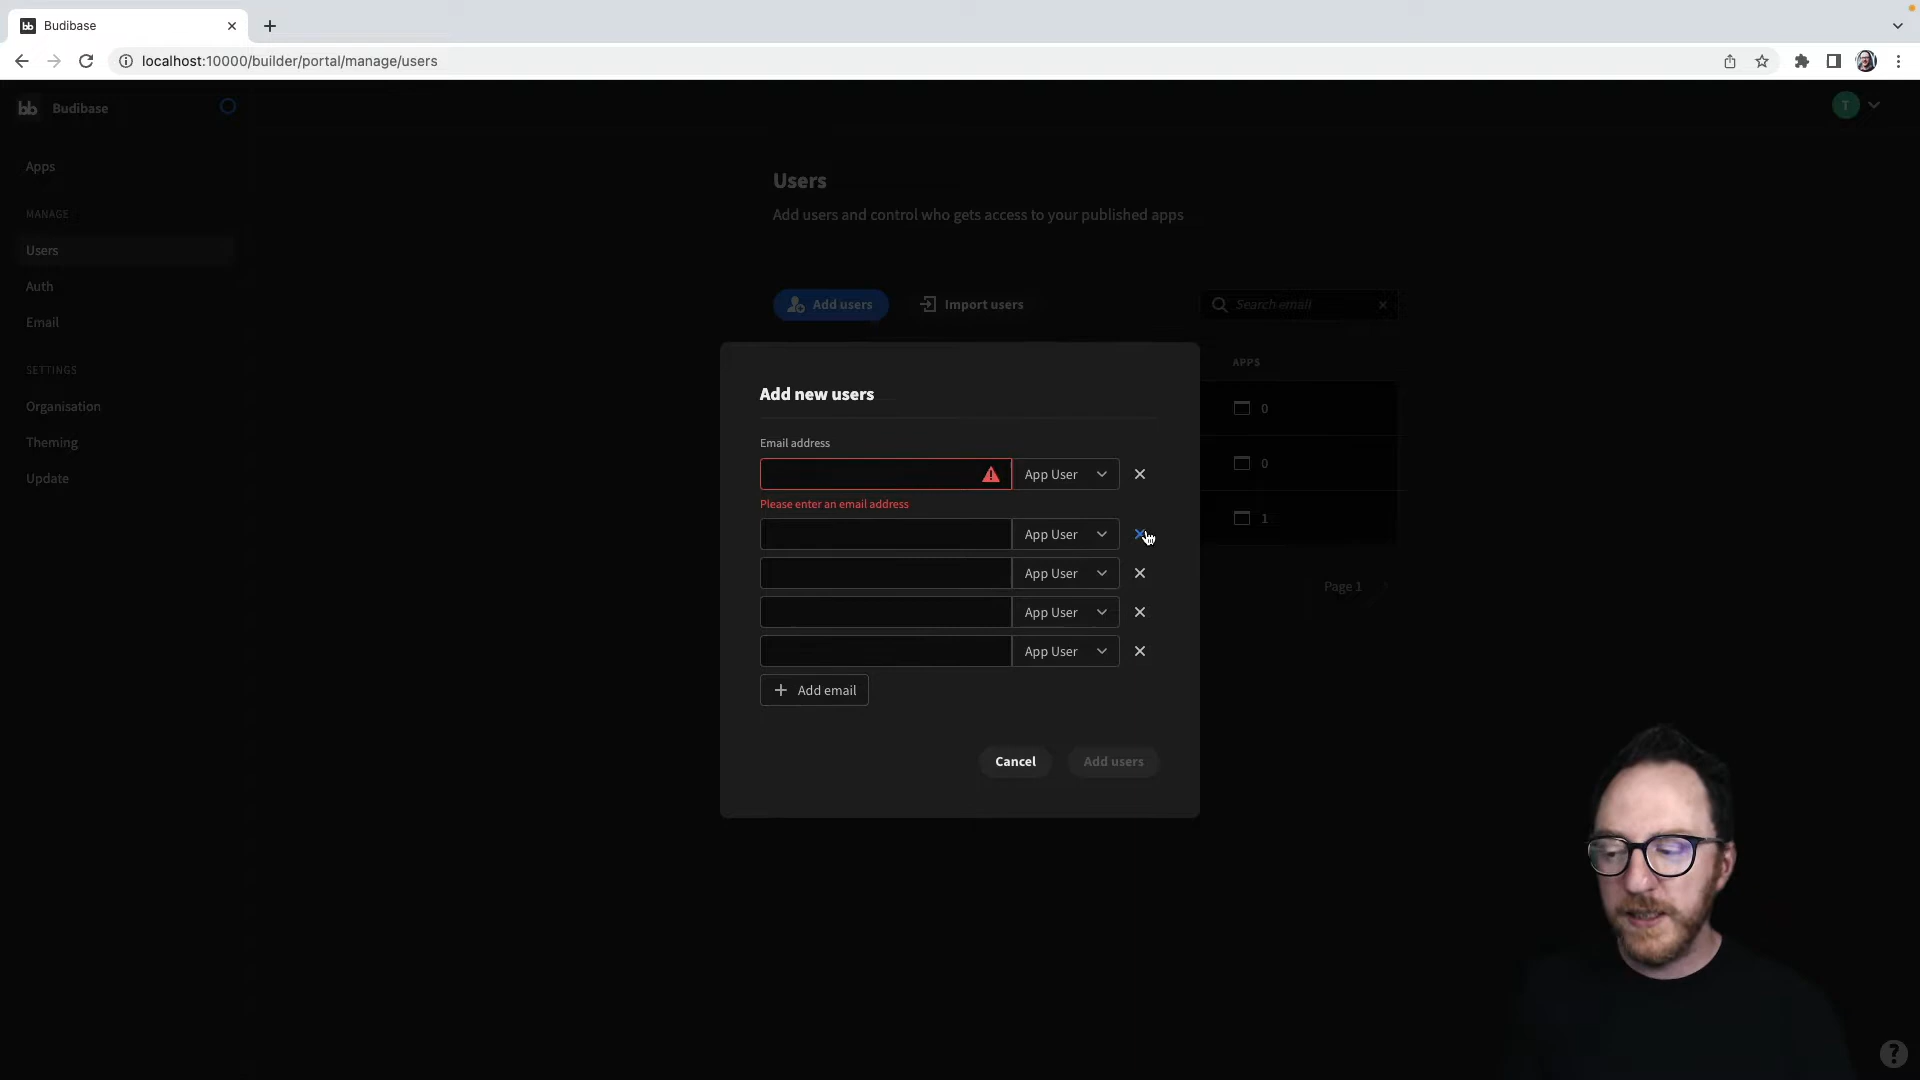 bb Budibase
localhost:10000/builder/portal/manage/users
bb Budibase
T
Apps
MANAGE
Users
Auth
Email
SETTINGS
Organisation
Theming
Update
Users
Add users and control who gets access to your published apps
Add users
Import users
Search email
APPS
0
0
1
Page 1
Add new users
Email address
App User
Please enter an email address
App User
App User
App User
App User
Add email
Cancel
Add users
?